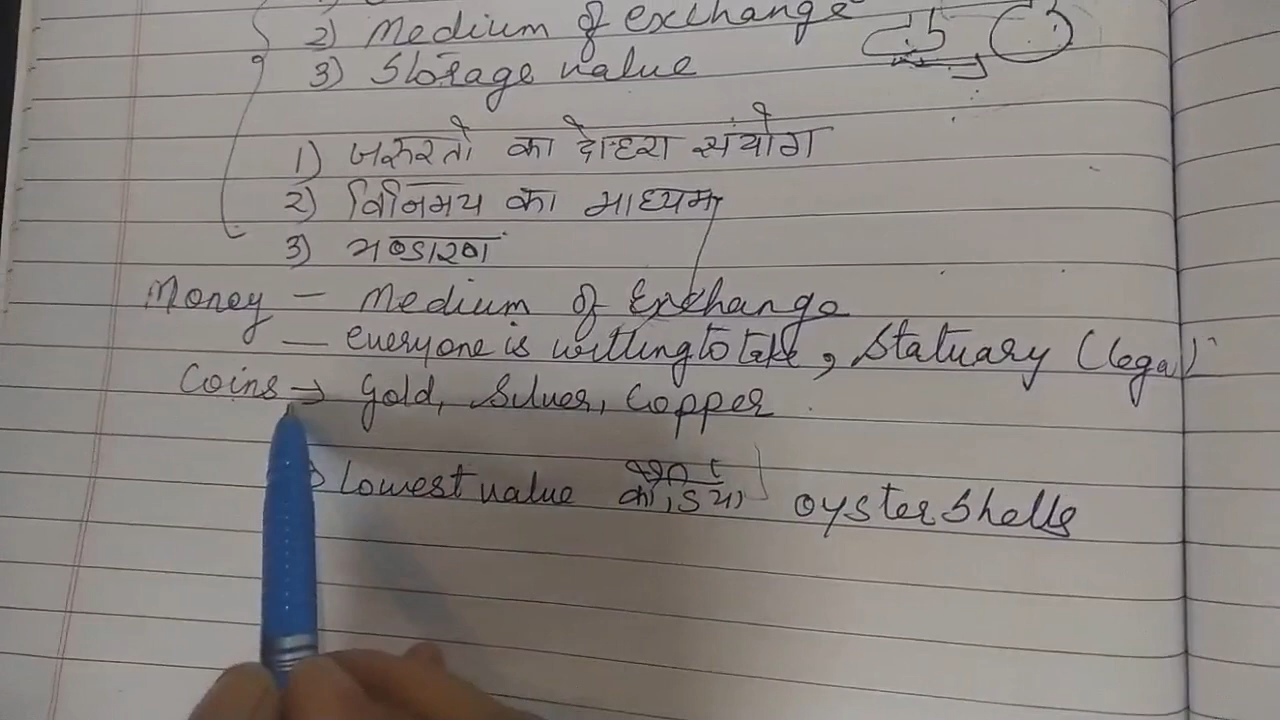 2) Medium of exchange
3) Storage value
1) जरुरतो का दोहरा संयोग
2) विनिमय का माध्यम
3) भण्डारण
Money – Medium of Exchange
– everyone is willing to take, Statuary (legal)
Coins → Gold, Silver, Copper
Lowest value कौड़िया oyster shells